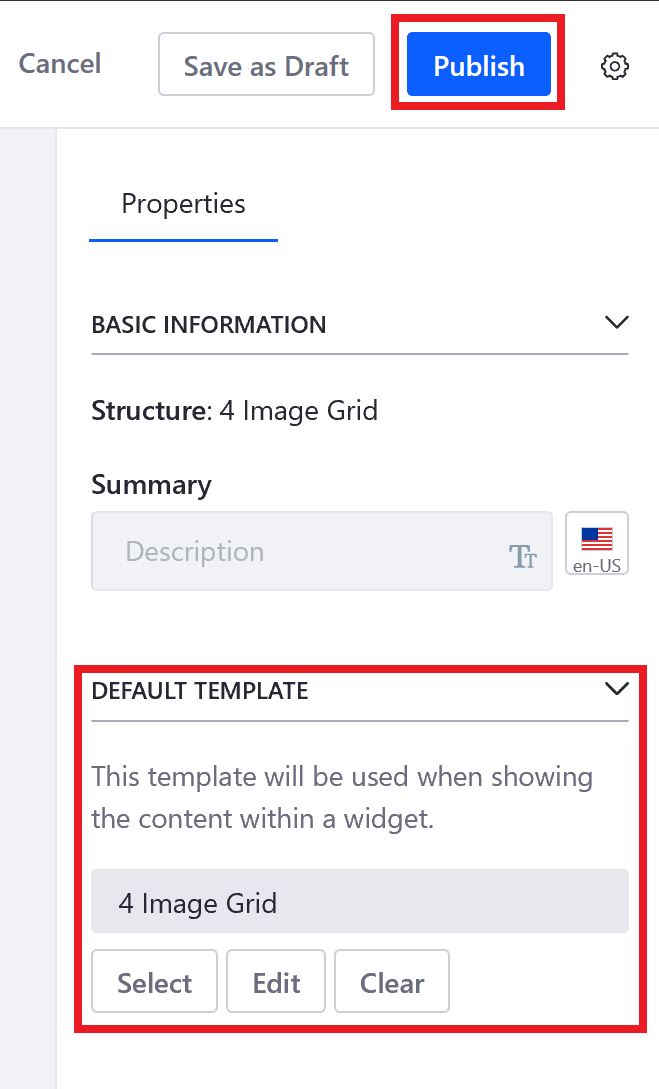 Cancel
Save as Draft
Publish
Properties
BASIC INFORMATION
Structure: 4 Image Grid
Summary
Description
en-US
DEFAULT TEMPLATE
This template will be used when showing
the content within a widget.
4 Image Grid
Select
Edit
Clear